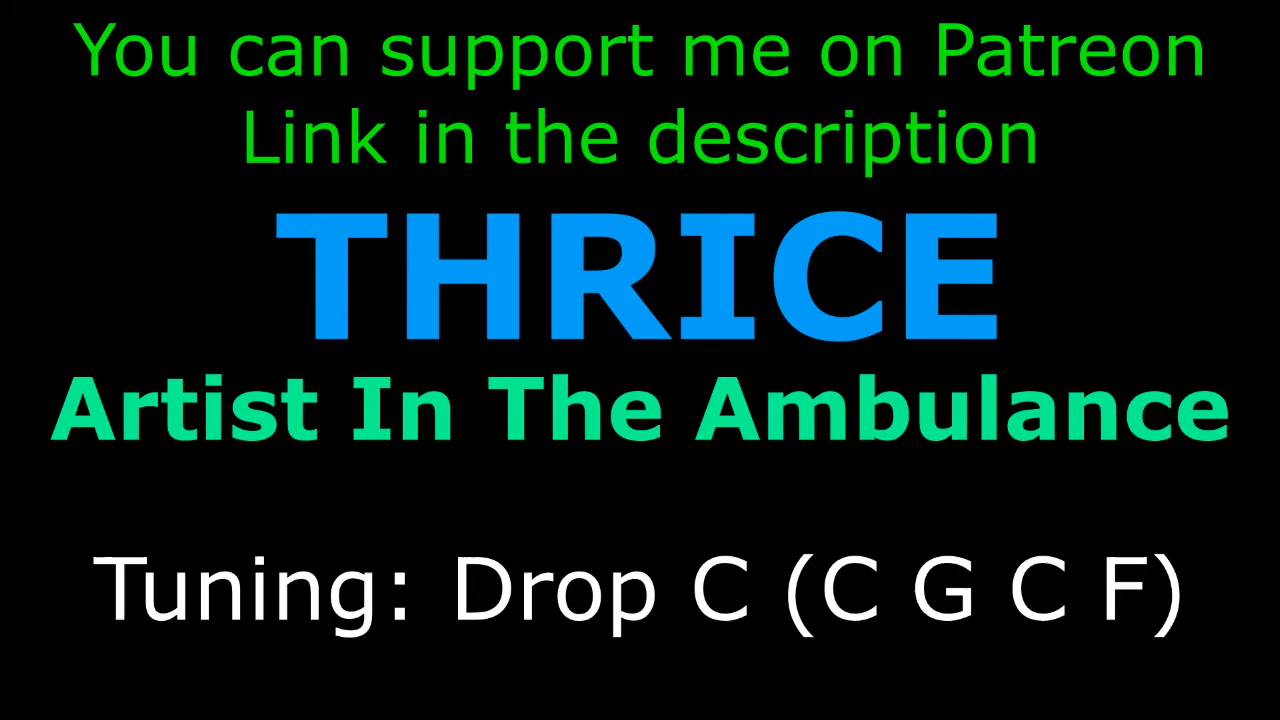 You can support me on Patreon
Link in the description
THRICE
Artist In The Ambulance
Tuning: Drop C (C G C F)